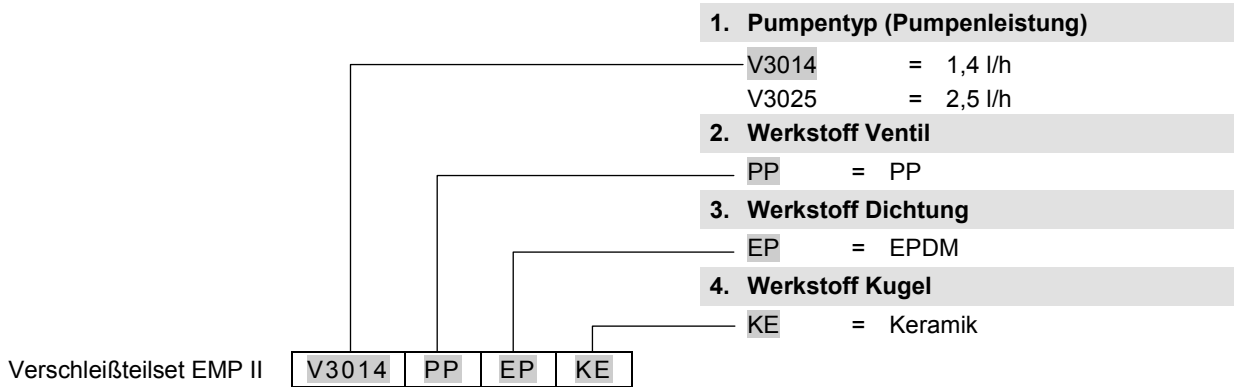 1. Pumpentyp (Pumpenleistung)
V3014 = 1,4 l/h
V3025 = 2,5 l/h
2. Werkstoff Ventil
PP = PP
3. Werkstoff Dichtung
EP = EPDM
4. Werkstoff Kugel
KE = Keramik
Verschleißteilset EMP II V3014 PP EP KE